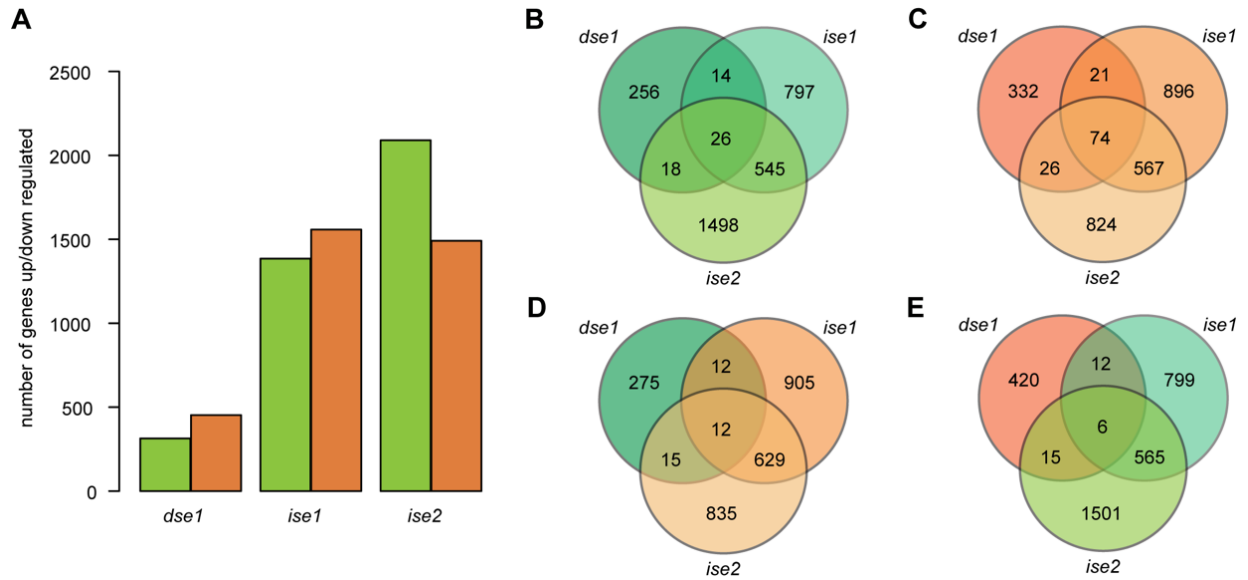 A
number of genes up/down regulated
2500
2000
1500
1000
500
0
dse1
ise1
ise2
B
dse1
ise1
256
14
797
26
18
545
1498
ise2
C
dse1
ise1
332
21
896
74
26
567
824
ise2
D
dse1
ise1
275
12
905
12
15
629
835
ise2
E
dse1
ise1
420
12
799
6
15
565
1501
ise2